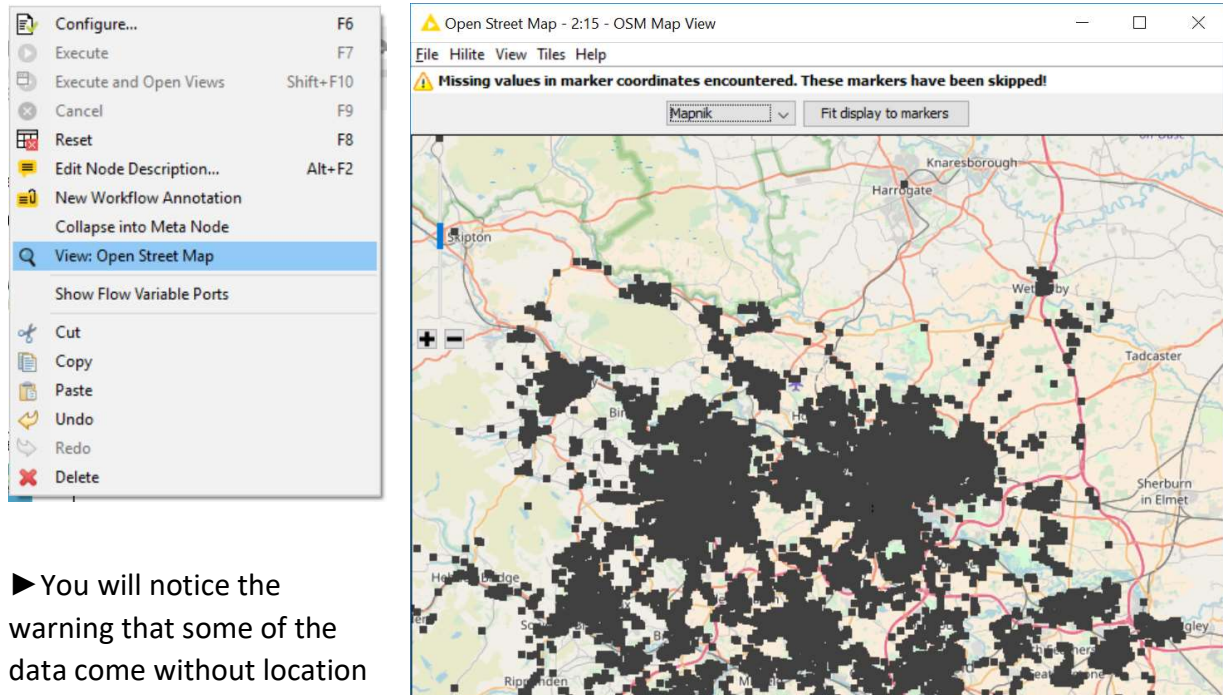 Configure... F6
Execute F7
Execute and Open Views Shift+F10
Cancel F9
Reset F8
Edit Node Description... Alt+F2
New Workflow Annotation
Collapse into Meta Node
View: Open Street Map
Show Flow Variable Ports
Cut
Copy
Paste
Undo
Redo
Delete
►You will notice the
warning that some of the
data come without location
Open Street Map - 2:15 - OSM Map View
File Hilite View Tiles Help
Missing values in marker coordinates encountered. These markers have been skipped!
Mapnik Fit display to markers
Knaresborough
Harrogate
Skipton
Tadcaster
Sherburn
in Elmet